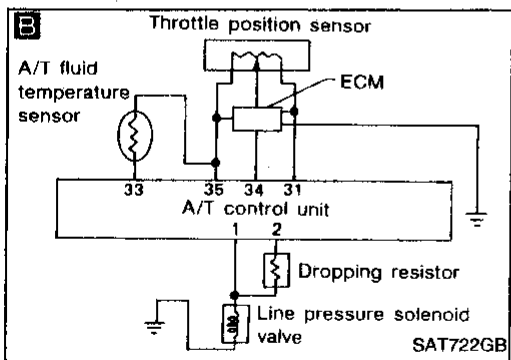 B
Throttle position sensor
A/T fluid
temperature
sensor
ECM
33 35 34 31
A/T control unit
1 2
Dropping resistor
Line pressure solenoid
valve
SAT722GB